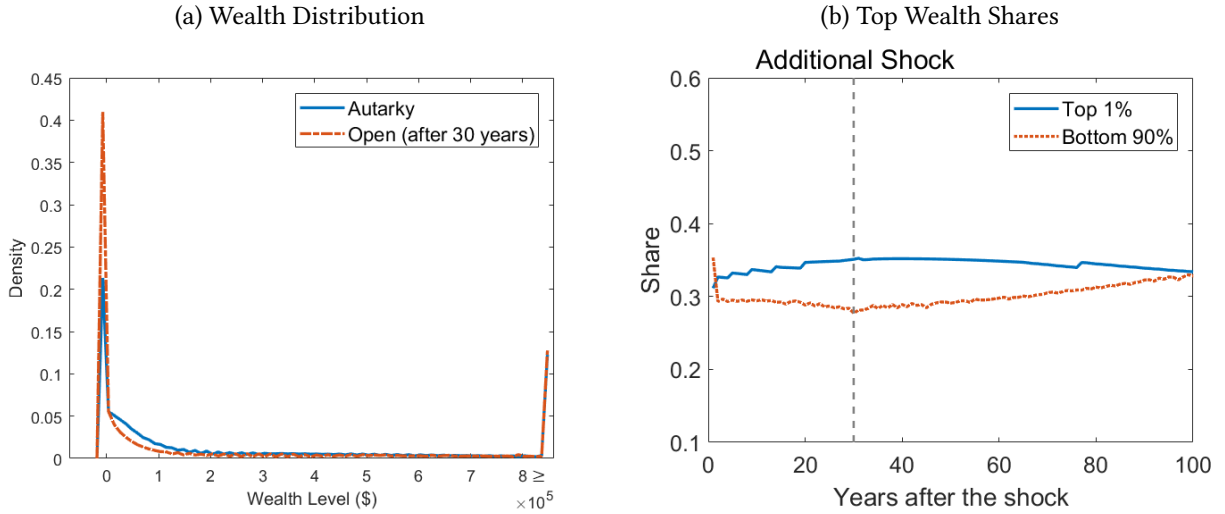 (a) Wealth Distribution
0.45
0.4
0.35
0.3
0.25
0.2
0.15
0.1
0.05
0
Density
Autarky
Open (after 30 years)
0 1 2 3 4 5 6 7 8 ≥
×10⁵
Wealth Level ($)
(b) Top Wealth Shares
Additional Shock
0.6
0.5
0.4
0.3
0.2
0.1
Share
Top 1%
Bottom 90%
0 20 40 60 80 100
Years after the shock